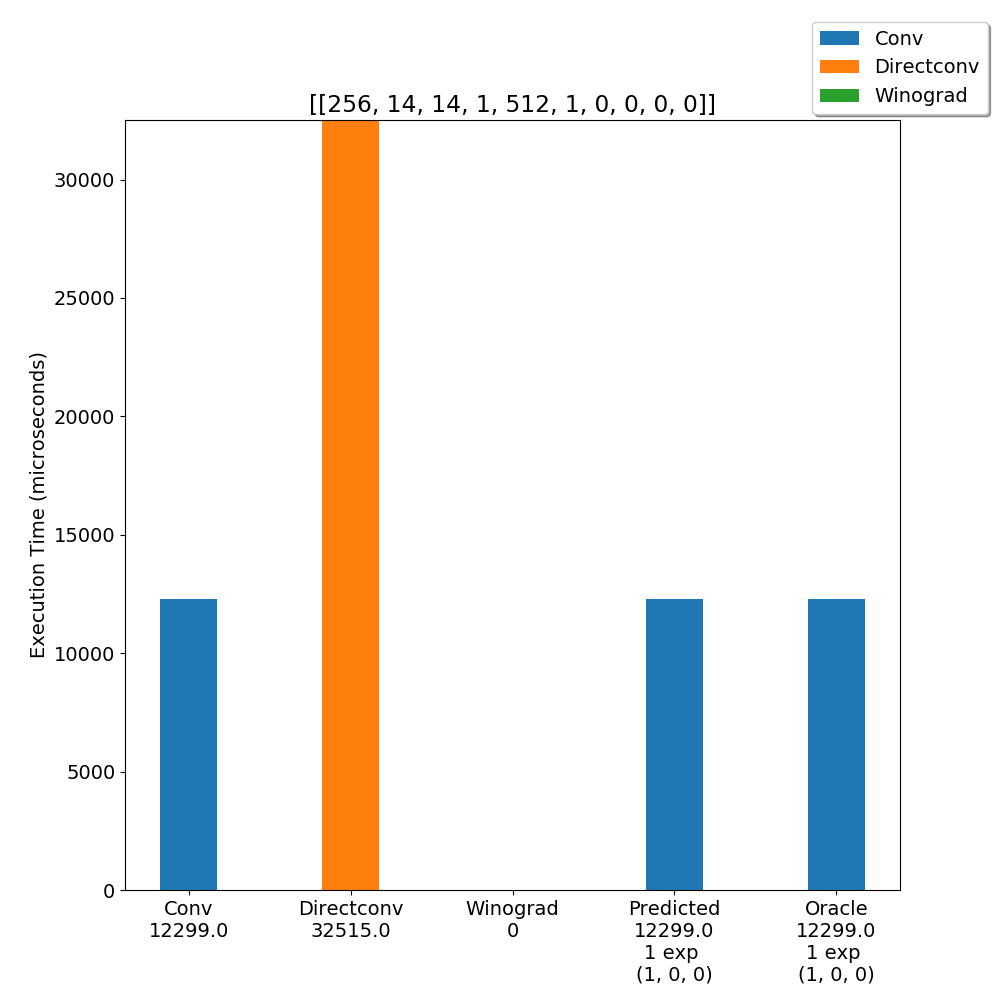 Conv
Directconv
Winograd
[[256, 14, 14, 1, 512, 1, 0, 0, 0, 0]]
Execution Time (microseconds)
30000
25000
20000
15000
10000
5000
0
Conv
12299.0
Directconv
32515.0
Winograd
0
Predicted
12299.0
1 exp
(1, 0, 0)
Oracle
12299.0
1 exp
(1, 0, 0)